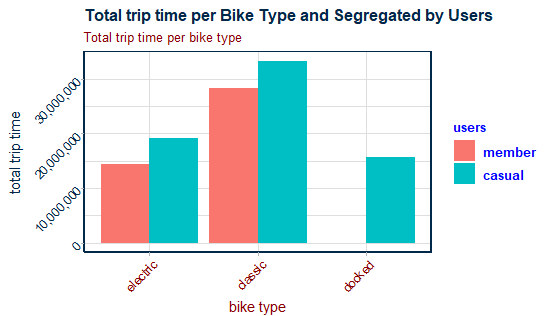 Total trip time per Bike Type and Segregated by Users
Total trip time per bike type
total trip time
30,000,000
20,000,000
10,000,000
0
electric
classic
docked
bike type
users
member
casual